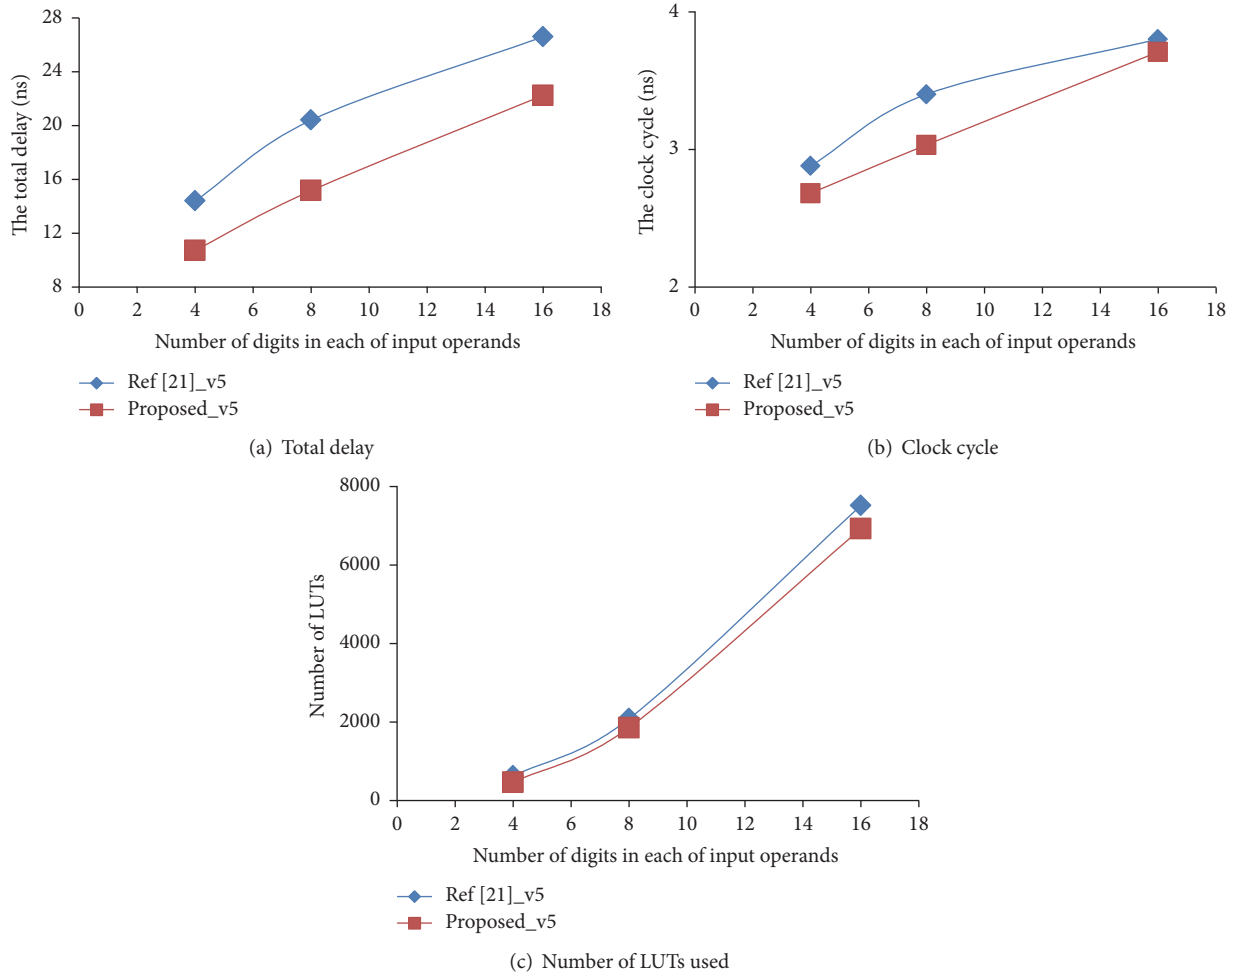 The total delay (ns)
28
24
20
16
12
8
0 2 4 6 8 10 12 14 16 18
Number of digits in each of input operands
Ref [21]_v5
Proposed_v5
(a) Total delay
The clock cycle (ns)
4
3
2
0 2 4 6 8 10 12 14 16 18
Number of digits in each of input operands
Ref [21]_v5
Proposed_v5
(b) Clock cycle
Number of LUTs
8000
6000
4000
2000
0
0 2 4 6 8 10 12 14 16 18
Number of digits in each of input operands
Ref [21]_v5
Proposed_v5
(c) Number of LUTs used